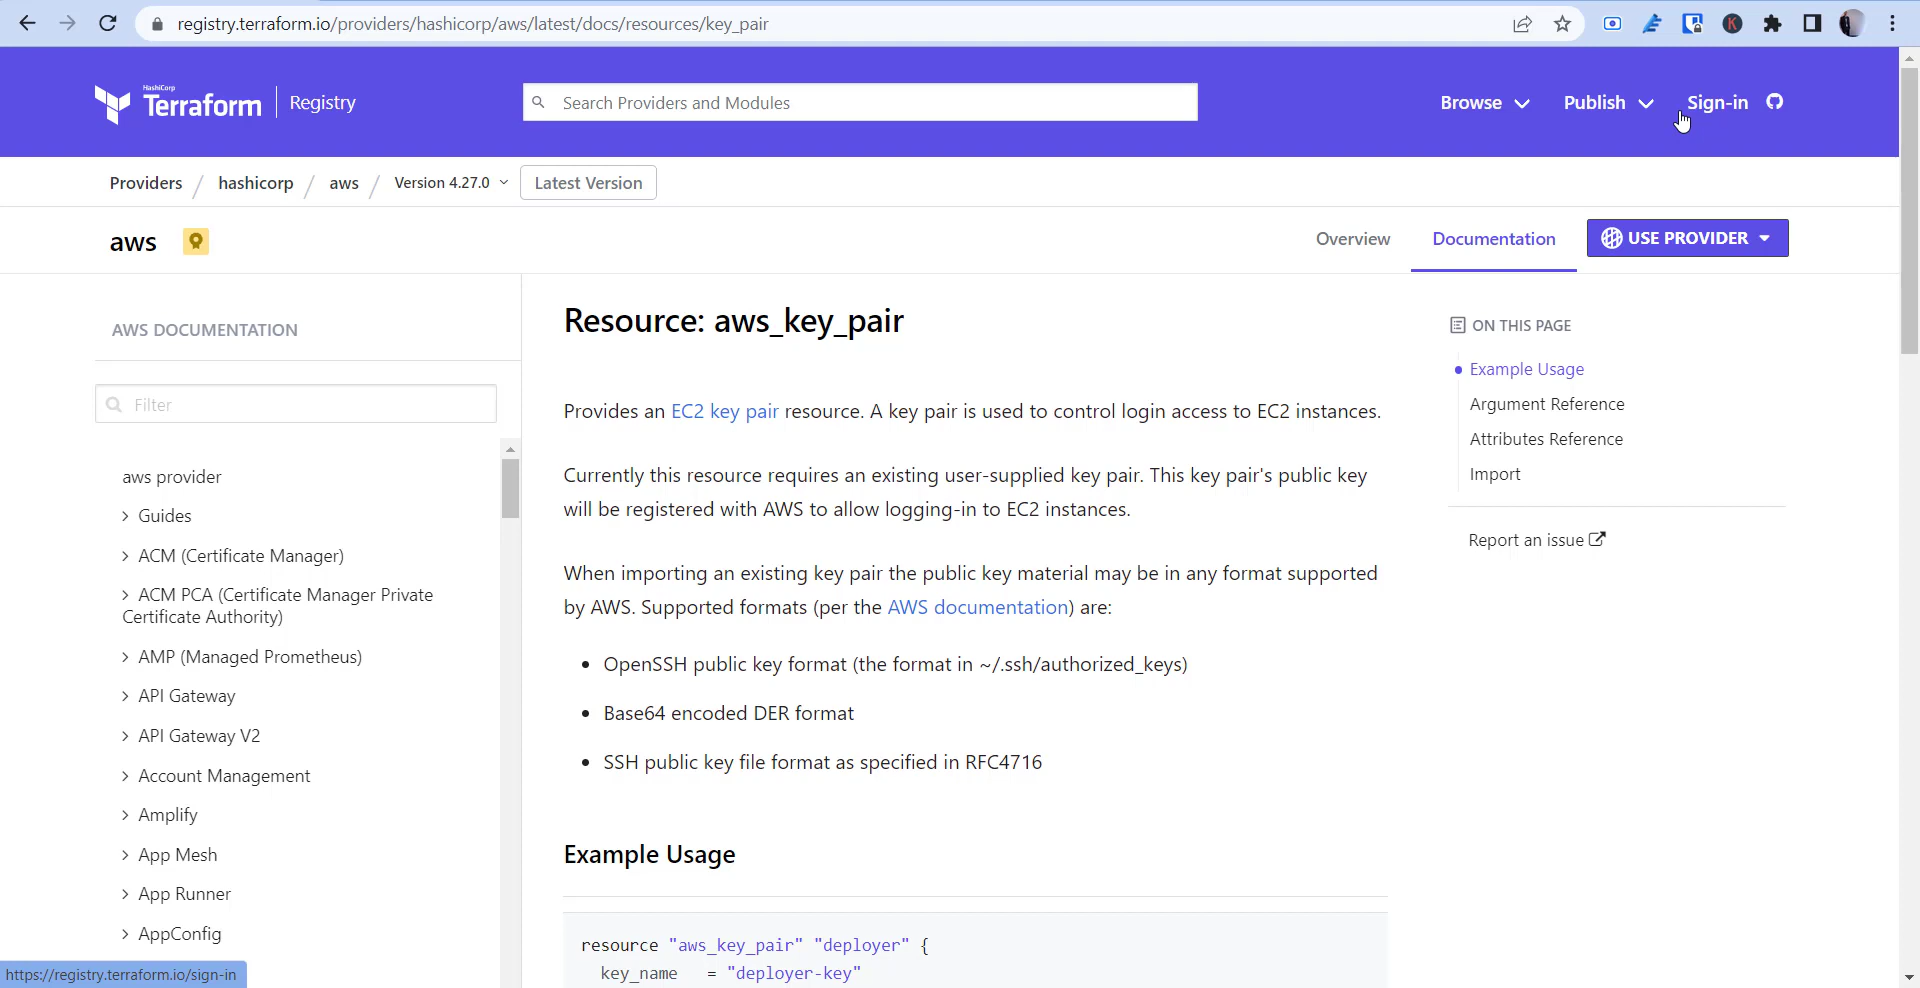 registry.terraform.io/providers/hashicorp/aws/latest/docs/resources/key_pair
HashiCorp
Terraform
Registry
Search Providers and Modules
Browse
Publish
Sign-in
Providers / hashicorp / aws / Version 4.27.0
Latest Version
aws
Overview
Documentation
USE PROVIDER
AWS DOCUMENTATION
Filter
aws provider
Guides
ACM (Certificate Manager)
ACM PCA (Certificate Manager Private
Certificate Authority)
AMP (Managed Prometheus)
API Gateway
API Gateway V2
Account Management
Amplify
App Mesh
App Runner
AppConfig
Resource: aws_key_pair
Provides an EC2 key pair resource. A key pair is used to control login access to EC2 instances.
Currently this resource requires an existing user-supplied key pair. This key pair's public key
will be registered with AWS to allow logging-in to EC2 instances.
When importing an existing key pair the public key material may be in any format supported
by AWS. Supported formats (per the AWS documentation) are:
• OpenSSH public key format (the format in ~/.ssh/authorized_keys)
• Base64 encoded DER format
• SSH public key file format as specified in RFC4716
Example Usage
resource "aws_key_pair" "deployer" {
key_name = "deployer-key"
ON THIS PAGE
Example Usage
Argument Reference
Attributes Reference
Import
Report an issue
https://registry.terraform.io/sign-in
K